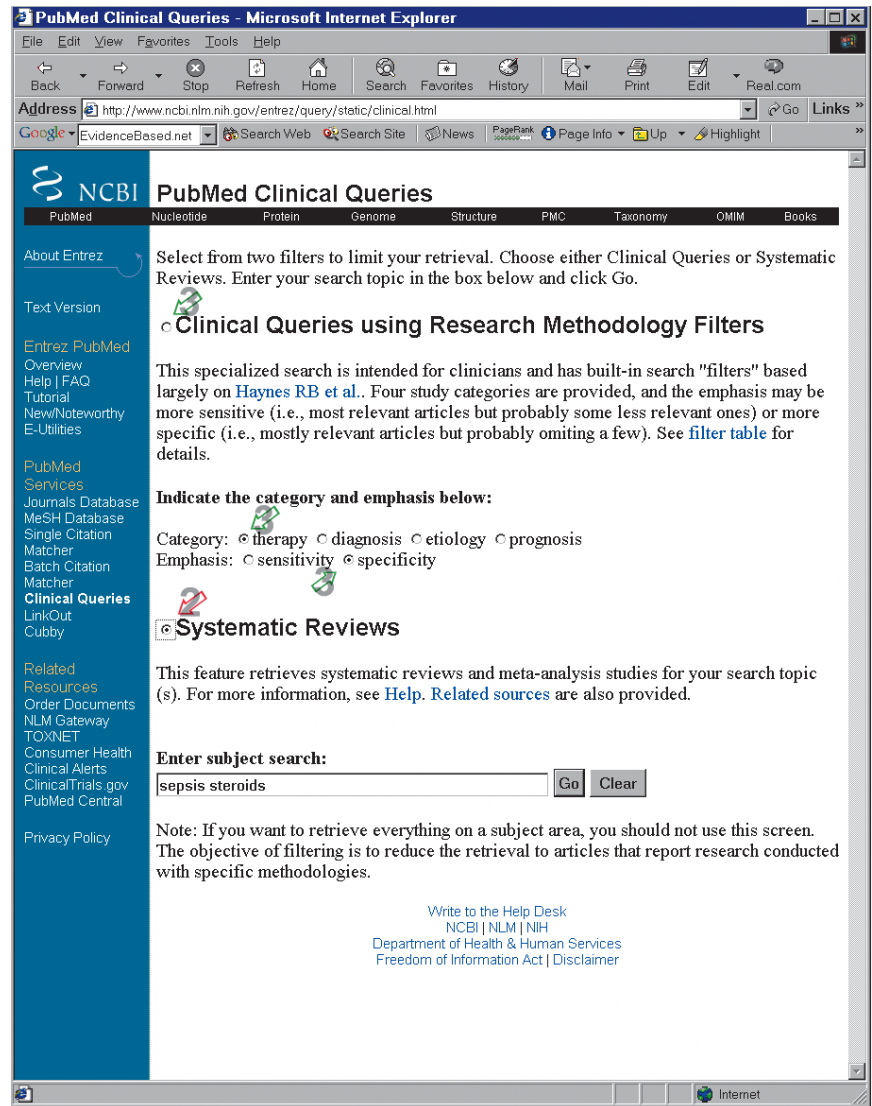 PubMed Clinical Queries - Microsoft Internet Explorer
File Edit View Favorites Tools Help
Back Forward Stop Refresh Home Search Favorites History Mail Print Edit Real.com
Address http://www.ncbi.nlm.nih.gov/entrez/query/static/clinical.html Go Links »
Google EvidenceBased.net Search Web Search Site News PageRank Page Info Up Highlight »
NCBI PubMed Clinical Queries
PubMed Nucleotide Protein Genome Structure PMC Taxonomy OMIM Books
About Entrez
Text Version
Entrez PubMed
Overview
Help | FAQ
Tutorial
New/Noteworthy
E-Utilities
PubMed
Services
Journals Database
MeSH Database
Single Citation
Matcher
Batch Citation
Matcher
Clinical Queries
LinkOut
Cubby
Related
Resources
Order Documents
NLM Gateway
TOXNET
Consumer Health
Clinical Alerts
ClinicalTrials.gov
PubMed Central
Privacy Policy
Select from two filters to limit your retrieval. Choose either Clinical Queries or Systematic
Reviews. Enter your search topic in the box below and click Go.
3
Clinical Queries using Research Methodology Filters
This specialized search is intended for clinicians and has built-in search "filters" based
largely on Haynes RB et al.. Four study categories are provided, and the emphasis may be
more sensitive (i.e., most relevant articles but probably some less relevant ones) or more
specific (i.e., mostly relevant articles but probably omiting a few). See filter table for
details.
Indicate the category and emphasis below:
3
Category: therapy diagnosis etiology prognosis
Emphasis: sensitivity specificity
3
2
Systematic Reviews
This feature retrieves systematic reviews and meta-analysis studies for your search topic
(s). For more information, see Help. Related sources are also provided.
Enter subject search:
sepsis steroids Go Clear
Note: If you want to retrieve everything on a subject area, you should not use this screen.
The objective of filtering is to reduce the retrieval to articles that report research conducted
with specific methodologies.
Write to the Help Desk
NCBI | NLM | NIH
Department of Health & Human Services
Freedom of Information Act | Disclaimer
Internet